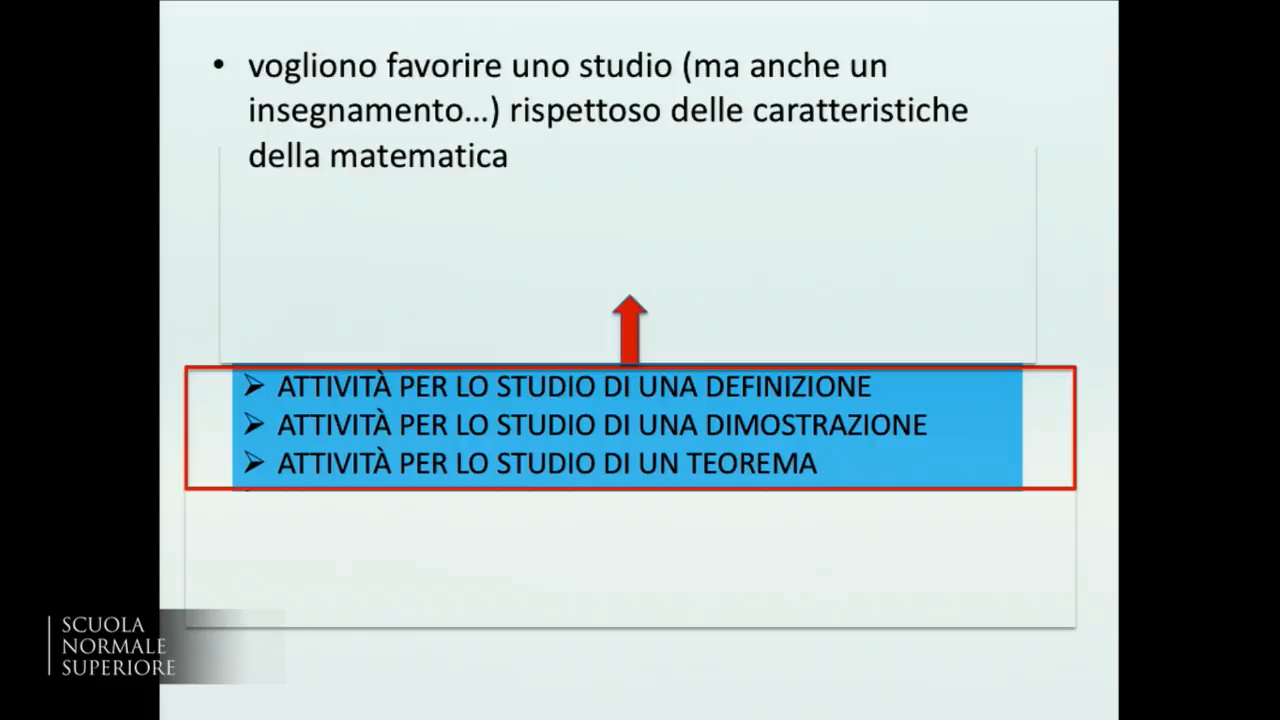 • vogliono favorire uno studio (ma anche un
insegnamento…) rispettoso delle caratteristiche
della matematica
➢ ATTIVITÀ PER LO STUDIO DI UNA DEFINIZIONE
➢ ATTIVITÀ PER LO STUDIO DI UNA DIMOSTRAZIONE
➢ ATTIVITÀ PER LO STUDIO DI UN TEOREMA
SCUOLA
NORMALE
SUPERIORE